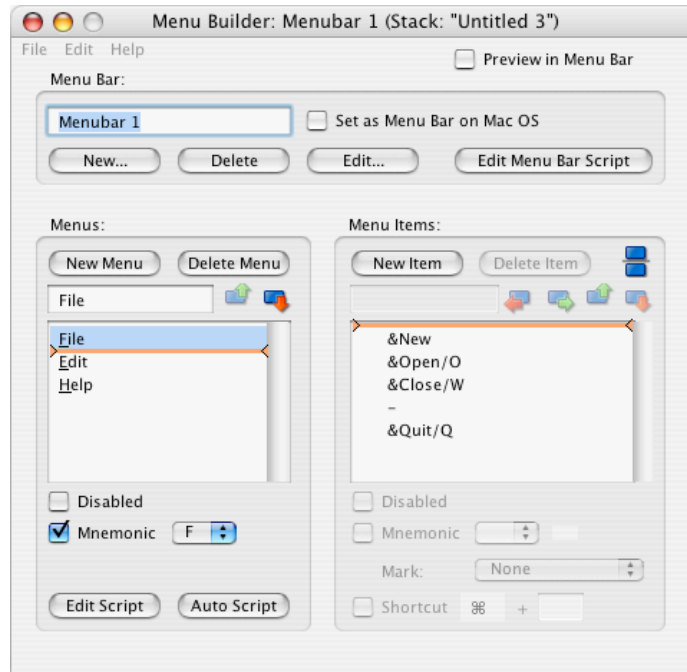 Menu Builder: Menubar 1 (Stack: "Untitled 3")
File Edit Help
Preview in Menu Bar
Menu Bar:
Menubar 1
Set as Menu Bar on Mac OS
New... Delete Edit... Edit Menu Bar Script
Menus: Menu Items:
New Menu Delete Menu New Item Delete Item
File
File &New
Edit &Open/O
Help &Close/W
-
&Quit/Q
Disabled Disabled
Mnemonic F Mnemonic
Mark: None
Edit Script Auto Script Shortcut ⌘ +